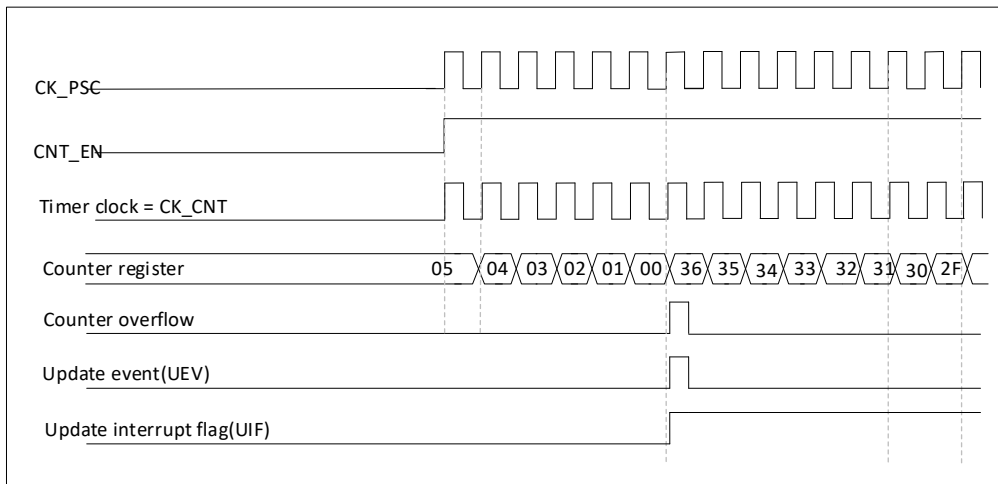 CK_PSC
CNT_EN
Timer clock = CK_CNT
Counter register 05 04 03 02 01 00 36 35 34 33 32 31 30 2F
Counter overflow
Update event(UEV)
Update interrupt flag(UIF)